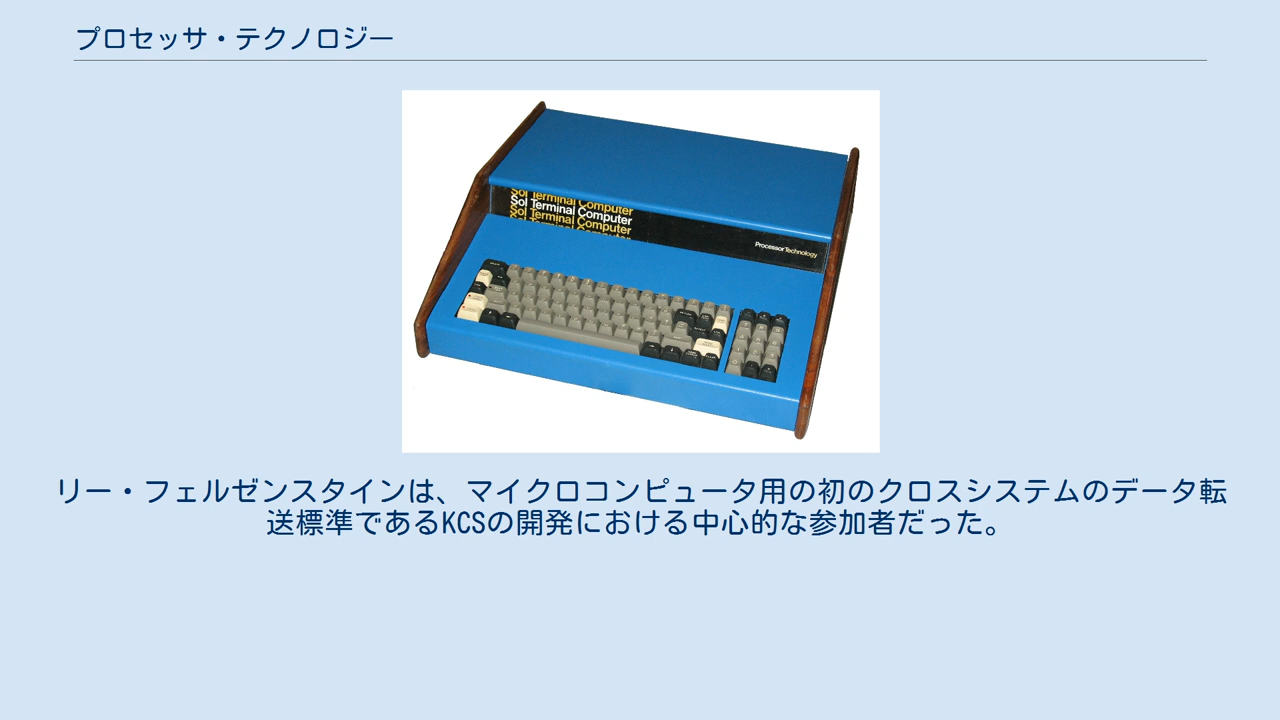 プロセッサ・テクノロジー
Sol Terminal Computer
Sol Terminal Computer
Sol Terminal Computer
Sol Terminal Computer
Processor Technology
リー・フェルゼンスタインは、マイクロコンピュータ用の初のクロスシステムのデータ転
送標準であるKCSの開発における中心的な参加者だった。